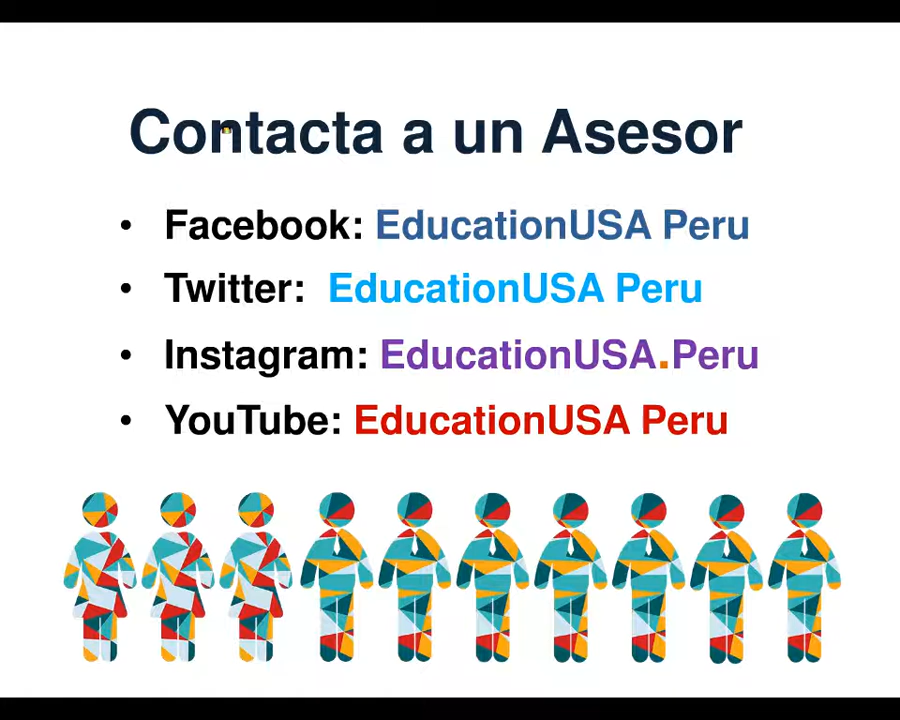 Contacta a un Asesor
• Facebook: EducationUSA Peru
• Twitter: EducationUSA Peru
• Instagram: EducationUSA.Peru
• YouTube: EducationUSA Peru